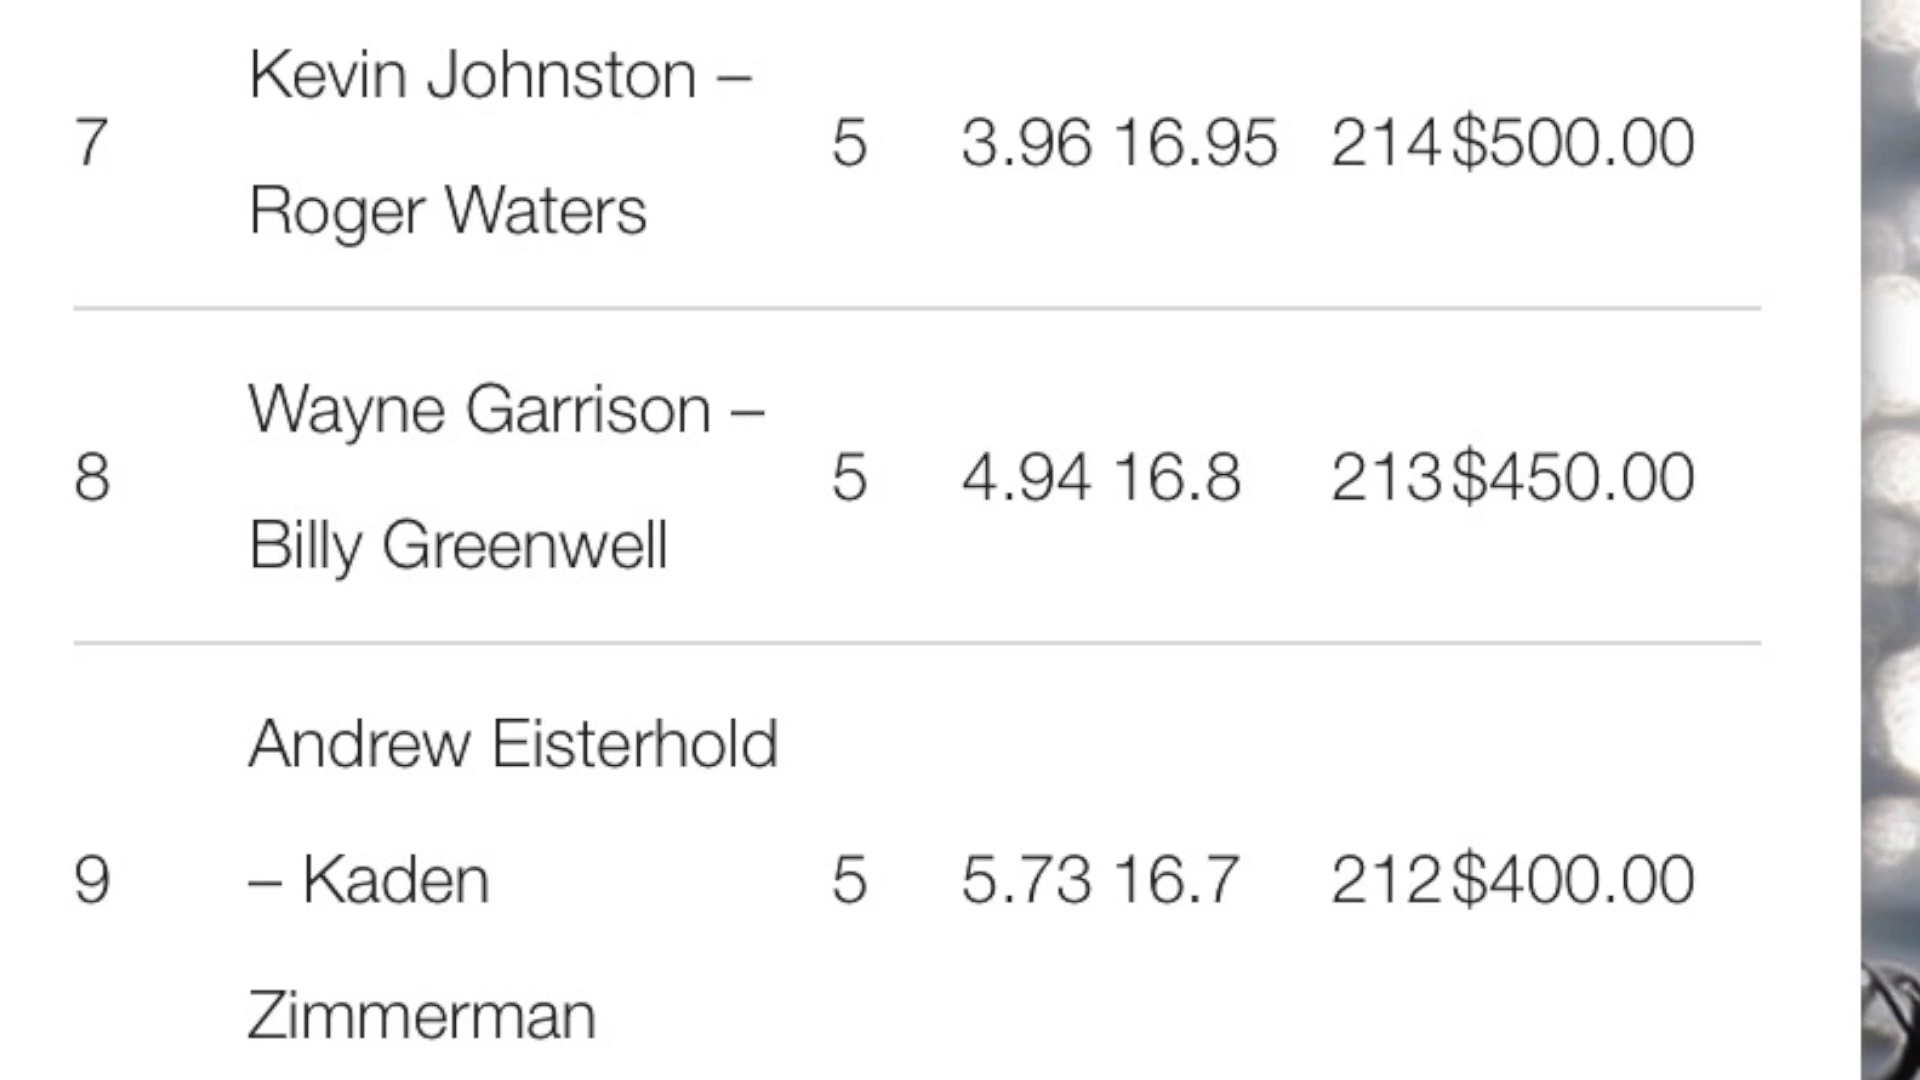 Kevin Johnston –
7 5 3.96 16.95 214 $500.00
Roger Waters
Wayne Garrison –
8 5 4.94 16.8 213 $450.00
Billy Greenwell
Andrew Eisterhold
9 – Kaden 5 5.73 16.7 212 $400.00
Zimmerman